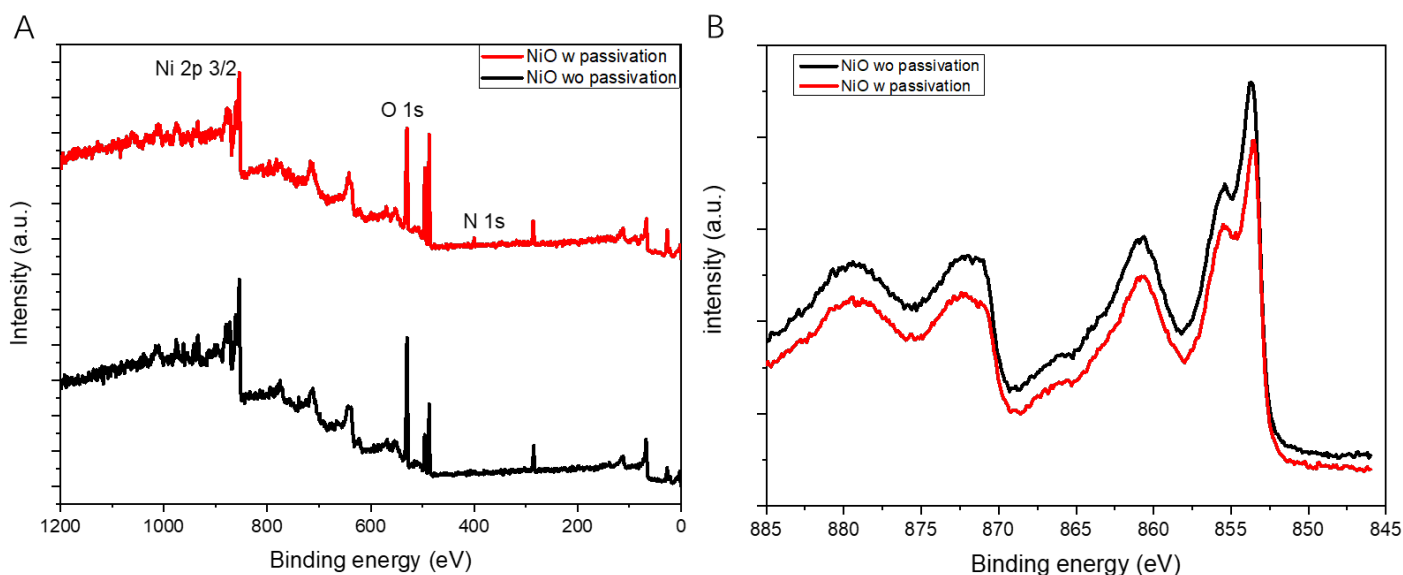 A
NiO w passivation
NiO wo passivation
Ni 2p 3/2
O 1s
N 1s
Intensity (a.u.)
1200 1000 800 600 400 200 0
Binding energy (eV)
B
NiO wo passivation
NiO w passivation
intensity (a.u.)
885 880 875 870 865 860 855 850 845
Binding energy (eV)